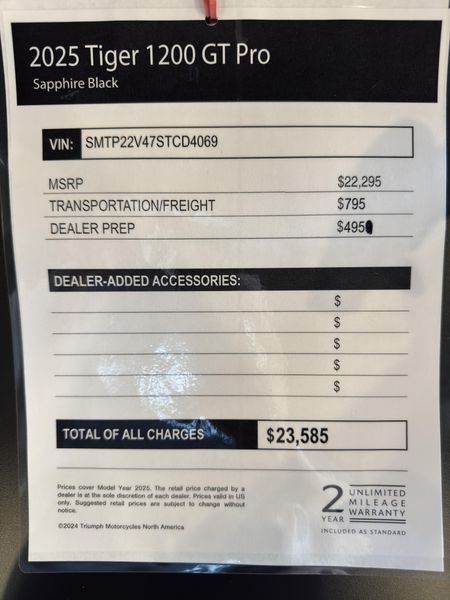 2025 Tiger 1200 GT Pro
Sapphire Black
VIN: SMTP22V47STCD4069
MSRP $22,295
TRANSPORTATION/FREIGHT $795
DEALER PREP $495
DEALER-ADDED ACCESSORIES:
$
$
$
$
$
TOTAL OF ALL CHARGES $23,585
Prices cover Model Year 2025. The retail price charged by a
dealer is at the sole discretion of each dealer. Prices valid in US
only. Suggested retail prices are subject to change without
notice.
©2024 Triumph Motorcycles North America
2 YEAR UNLIMITED
MILEAGE
WARRANTY
INCLUDED AS STANDARD